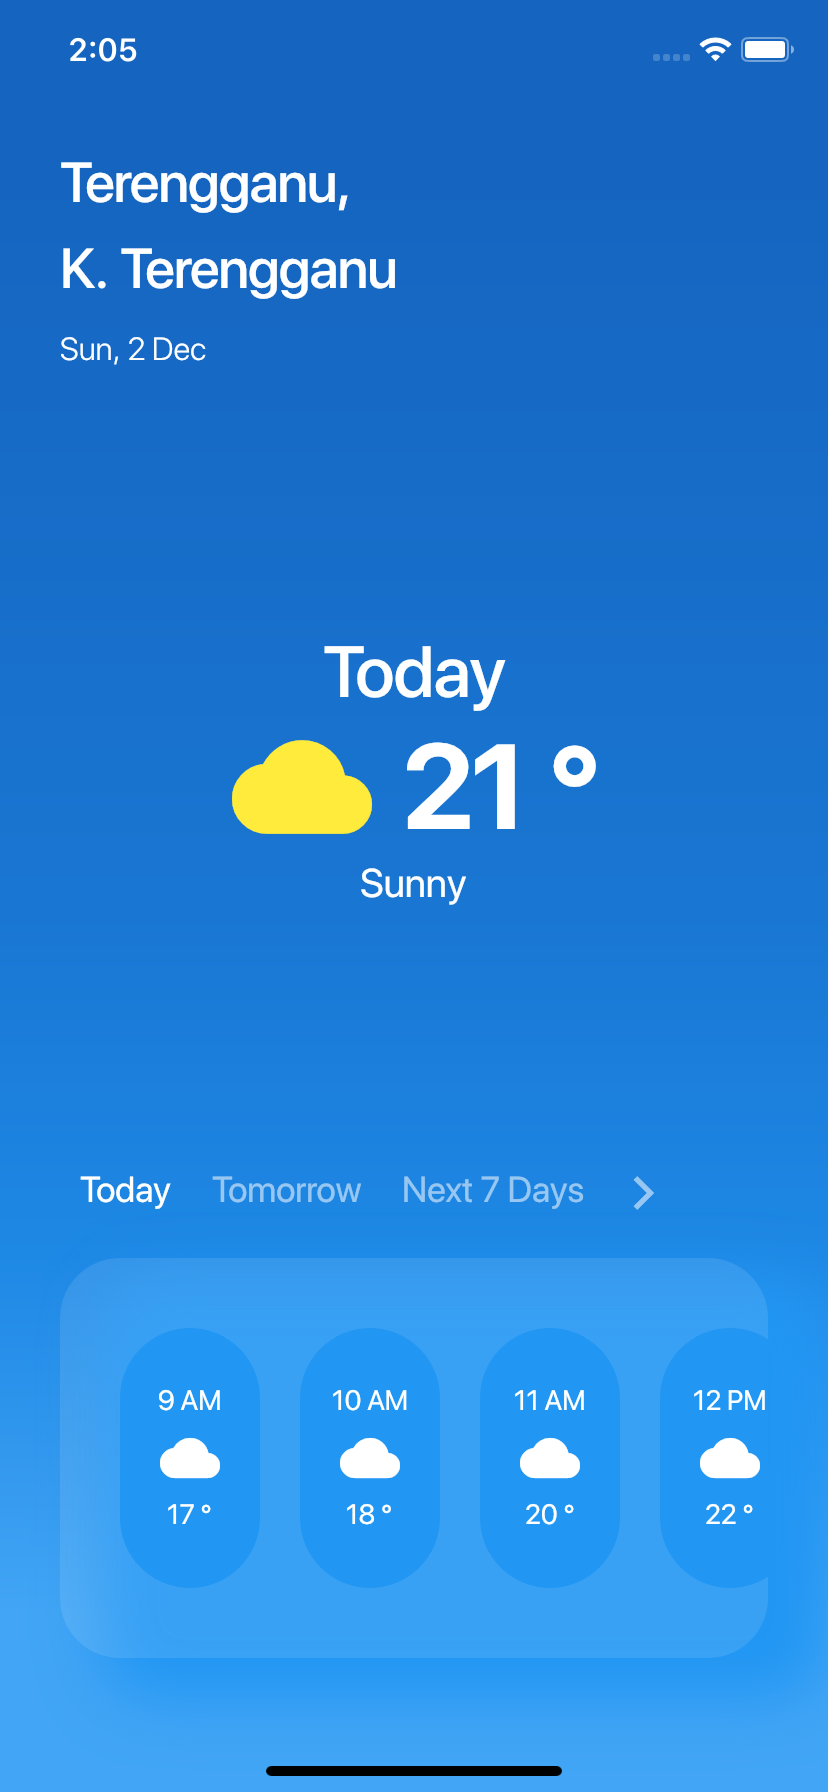 2:05
Terengganu,
K. Terengganu
Sun, 2 Dec
Today
21 °
Sunny
Today Tomorrow Next 7 Days
9 AM 10 AM 11 AM 12 PM
17 ° 18 ° 20 ° 22 °